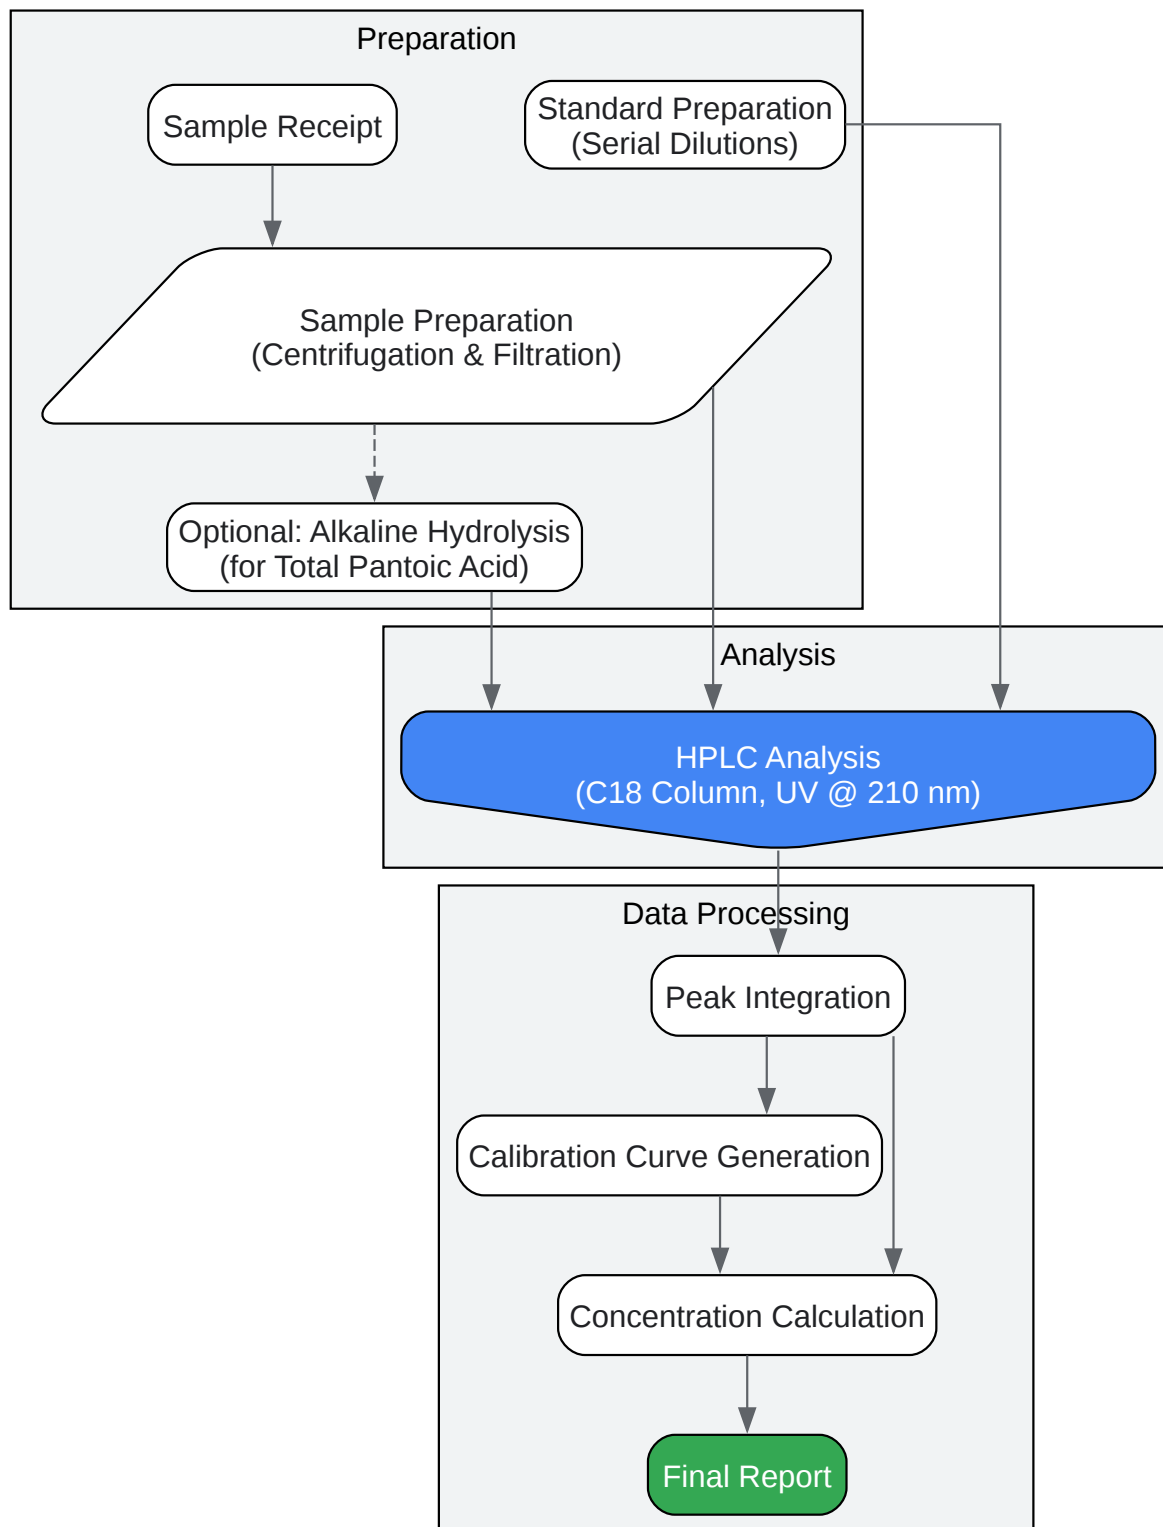 Preparation
Sample Receipt
Standard Preparation
(Serial Dilutions)
Sample Preparation
(Centrifugation & Filtration)
Optional: Alkaline Hydrolysis
(for Total Pantoic Acid)
Analysis
HPLC Analysis
(C18 Column, UV @ 210 nm)
Data Processing
Peak Integration
Calibration Curve Generation
Concentration Calculation
Final Report